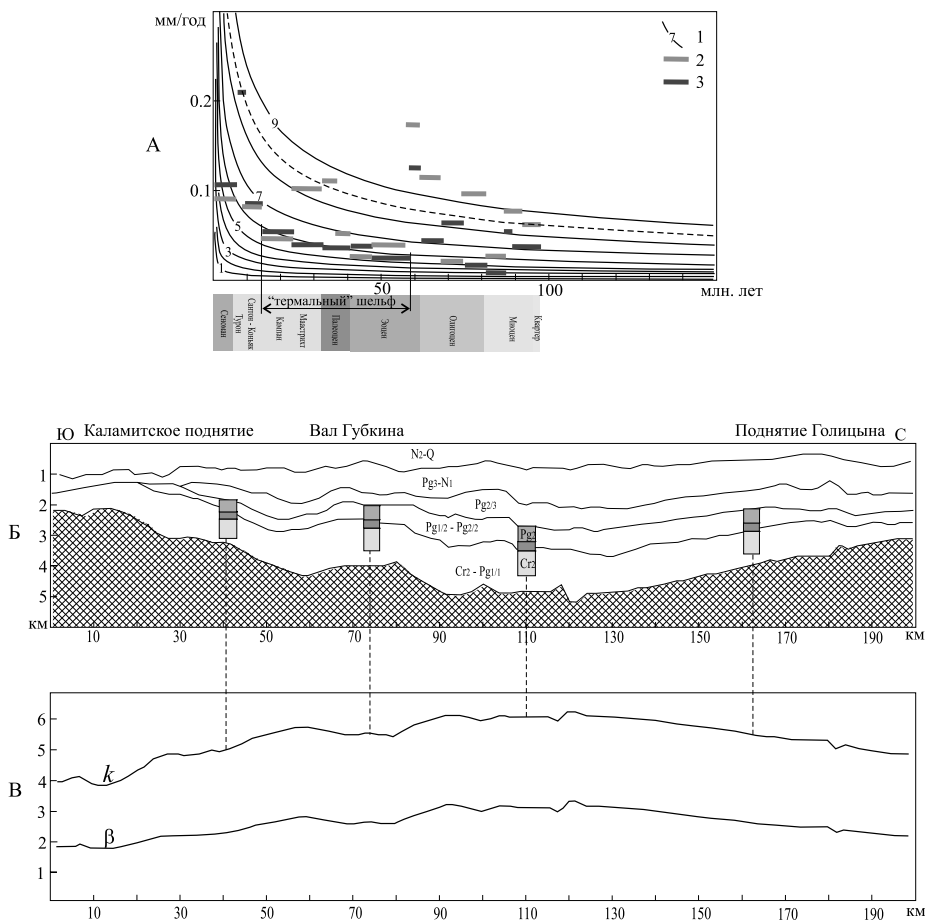 мм/год
7 1
2
3
0.2
А
9
0.1
7
5
3
1
50
100
млн. лет
“термальный” шельф
Сеноман
Турон
Сантон - Коньяк
Кампан
Маастрихт
Палеоцен
Эоцен
Олигоцен
Миоцен
Квартер
Ю Каламитское поднятие Вал Губкина Поднятие Голицына С
N2-Q
1
Pg3-N1
2
Pg2/3
Б
Pg1/2 - Pg2/2
Pg2
3
Cr2
4
Cr2 - Pg1/1
5
км
10 30 50 70 90 110 130 150 170 190 км
6
5
k
4
В
3
β
2
1
10 30 50 70 90 110 130 150 170 190 км